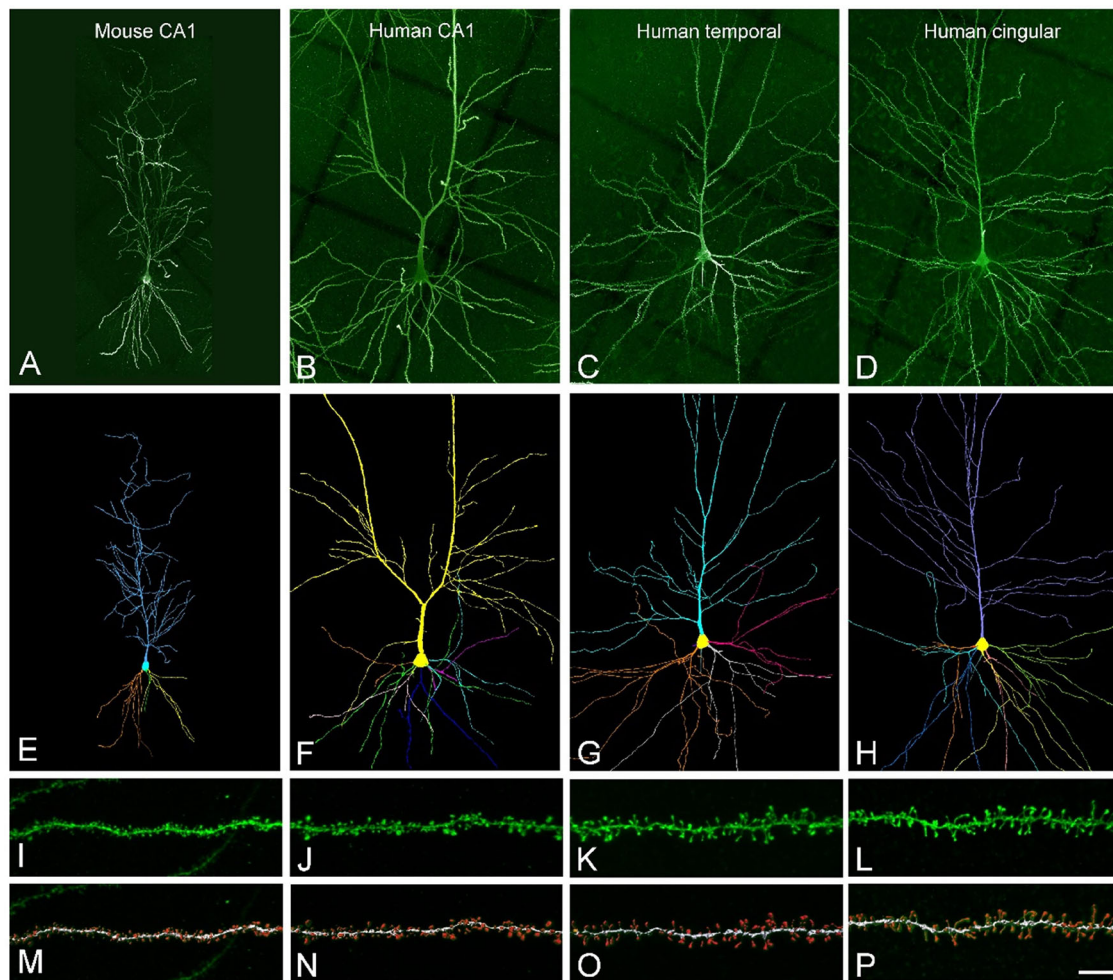 Mouse CA1 Human CA1 Human temporal Human cingular
A B C D
E F G H
I J K L
M N O P